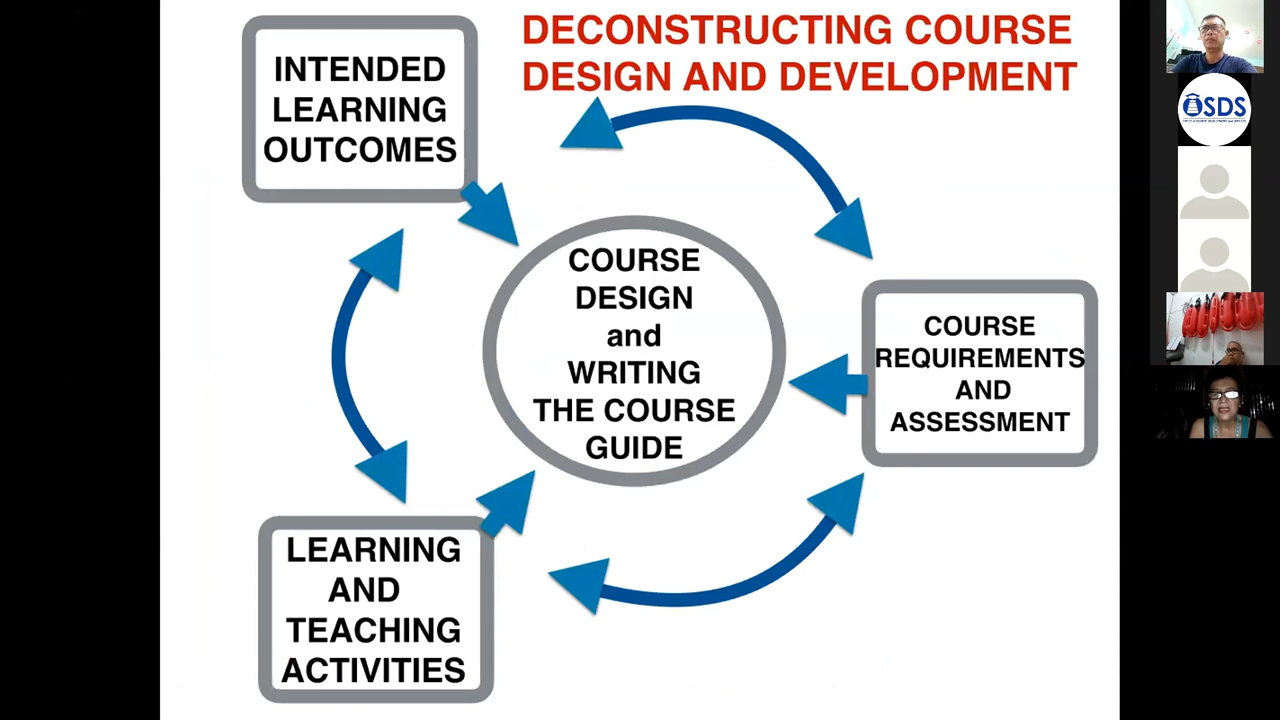 DECONSTRUCTING COURSE
DESIGN AND DEVELOPMENT
INTENDED
LEARNING
OUTCOMES
COURSE
DESIGN
and
WRITING
THE COURSE
GUIDE
COURSE
REQUIREMENTS
AND
ASSESSMENT
LEARNING
AND
TEACHING
ACTIVITIES
OSDS